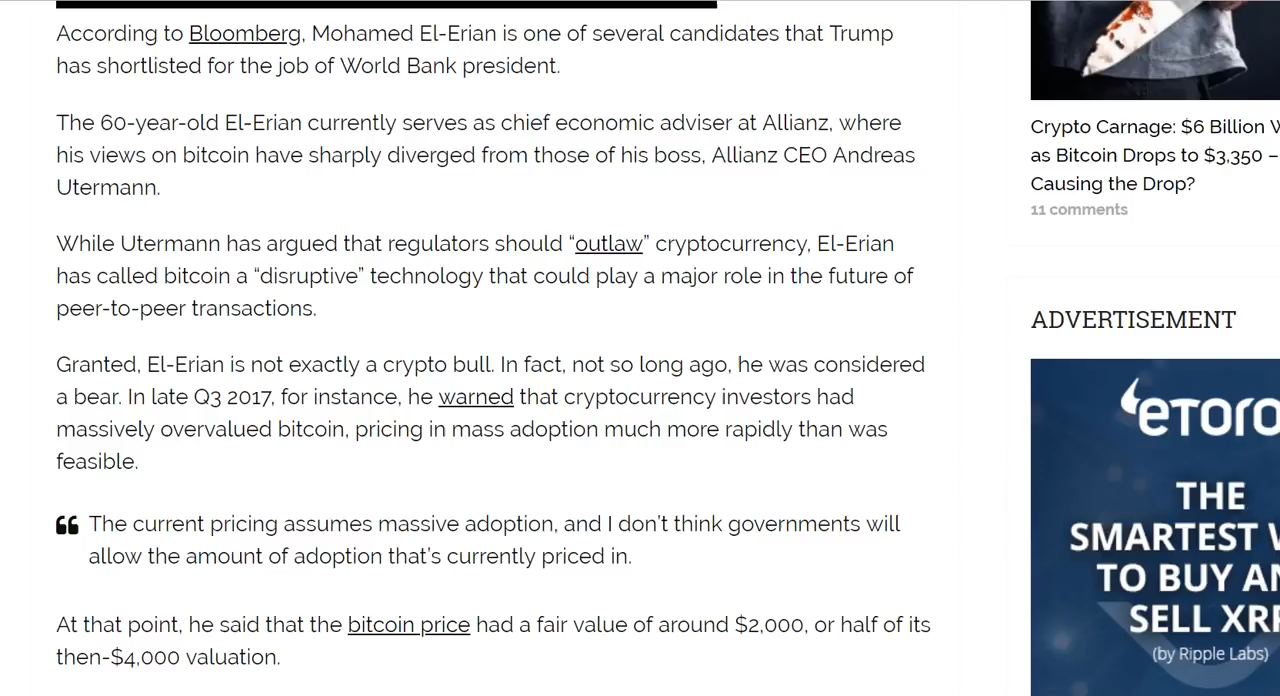 According to Bloomberg, Mohamed El-Erian is one of several candidates that Trump
has shortlisted for the job of World Bank president.
The 60-year-old El-Erian currently serves as chief economic adviser at Allianz, where
his views on bitcoin have sharply diverged from those of his boss, Allianz CEO Andreas
Utermann.
While Utermann has argued that regulators should “outlaw” cryptocurrency, El-Erian
has called bitcoin a “disruptive” technology that could play a major role in the future of
peer-to-peer transactions.
Granted, El-Erian is not exactly a crypto bull. In fact, not so long ago, he was considered
a bear. In late Q3 2017, for instance, he warned that cryptocurrency investors had
massively overvalued bitcoin, pricing in mass adoption much more rapidly than was
feasible.
“ The current pricing assumes massive adoption, and I don’t think governments will
allow the amount of adoption that’s currently priced in.
At that point, he said that the bitcoin price had a fair value of around $2,000, or half of its
then-$4,000 valuation.
Crypto Carnage: $6 Billion
as Bitcoin Drops to $3,350 –
Causing the Drop?
11 comments
ADVERTISEMENT
eToro
THE
SMARTEST
TO BUY
SELL XRP
(by Ripple Labs)